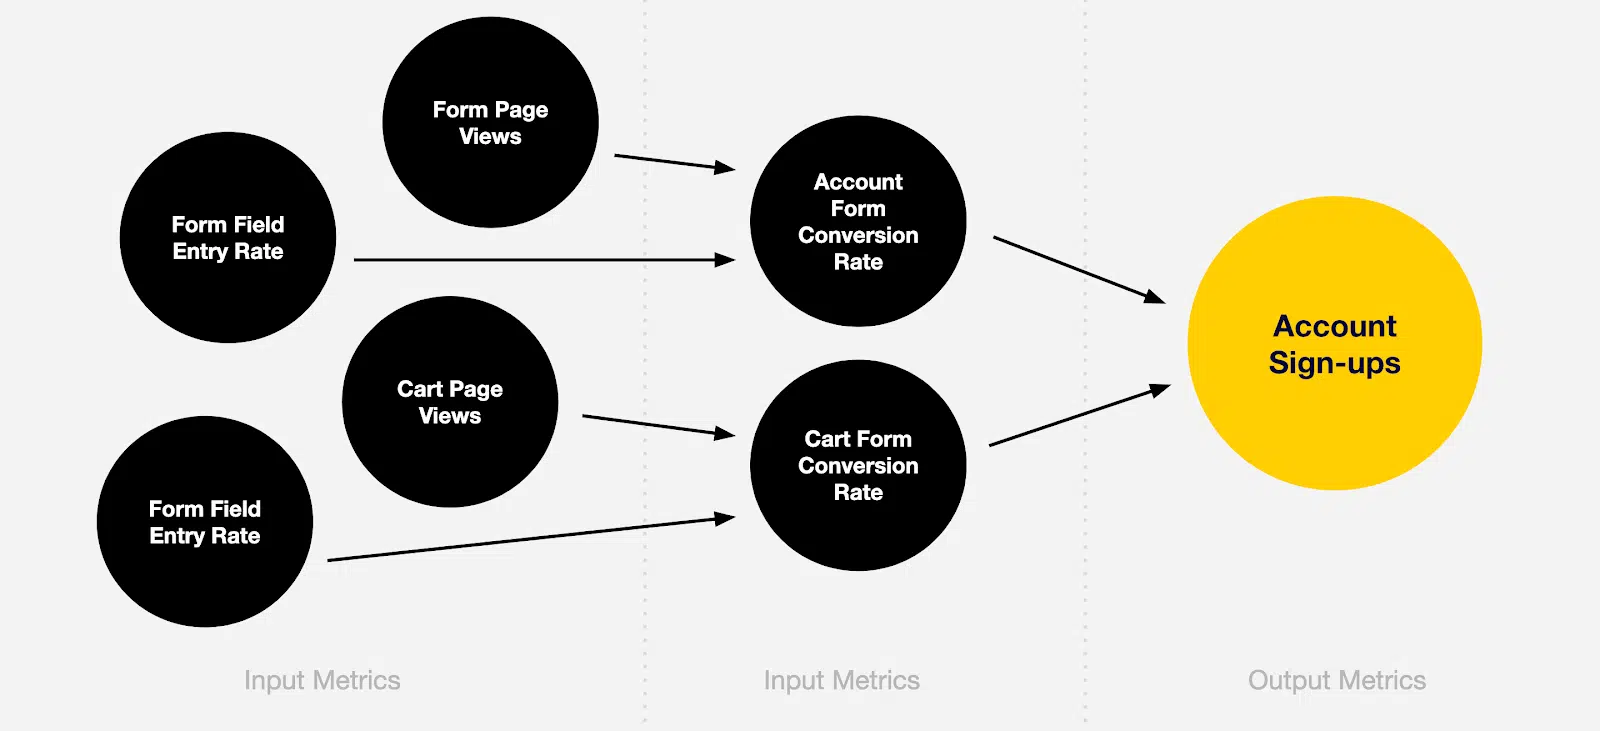 Form Page
Views
Form Field
Entry Rate
Cart Page
Views
Form Field
Entry Rate
Account
Form
Conversion
Rate
Cart Form
Conversion
Rate
Account
Sign-ups
Input Metrics
Input Metrics
Output Metrics